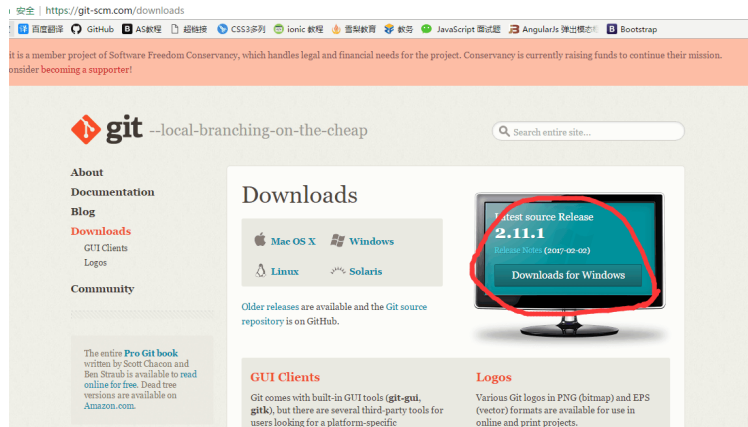 安全 | https://git-scm.com/downloads
百度翻译 GitHub AS教程 超链接 CSS3多列 ionic 教程 雪梨教育 教务 JavaScript 面试题 AngularJs 弹出模态 Bootstrap
it is a member project of Software Freedom Conservancy, which handles legal and financial needs for the project. Conservancy is currently raising funds to continue their mission.
onsider becoming a supporter!
git --local-branching-on-the-cheap
Search entire site...
About
Documentation
Blog
Downloads
GUI Clients
Logos
Community
The entire Pro Git book
written by Scott Chacon and
Ben Straub is available to read
online for free. Dead tree
versions are available on
Amazon.com.
Downloads
Mac OS X Windows
Linux Solaris
Older releases are available and the Git source
repository is on GitHub.
Latest source Release
2.11.1
Release Notes (2017-02-02)
Downloads for Windows
GUI Clients
Git comes with built-in GUI tools (git-gui,
gitk), but there are several third-party tools for
users looking for a platform-specific
Logos
Various Git logos in PNG (bitmap) and EPS
(vector) formats are available for use in
online and print projects.